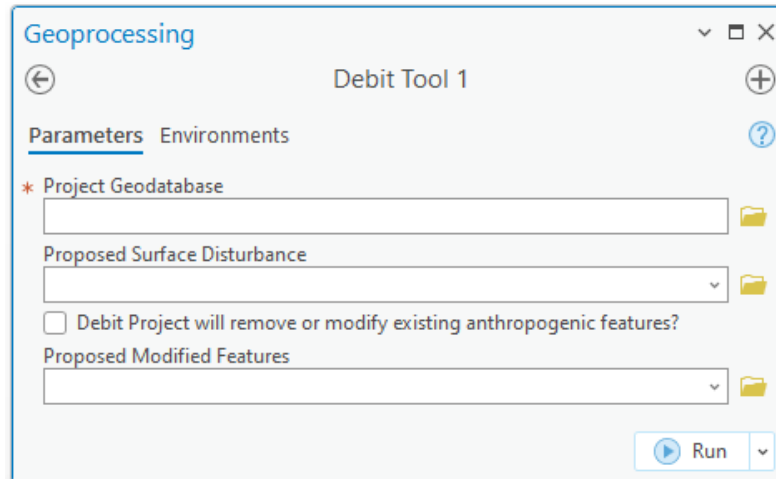 Geoprocessing
Debit Tool 1
Parameters Environments
* Project Geodatabase
Proposed Surface Disturbance
Debit Project will remove or modify existing anthropogenic features?
Proposed Modified Features
Run